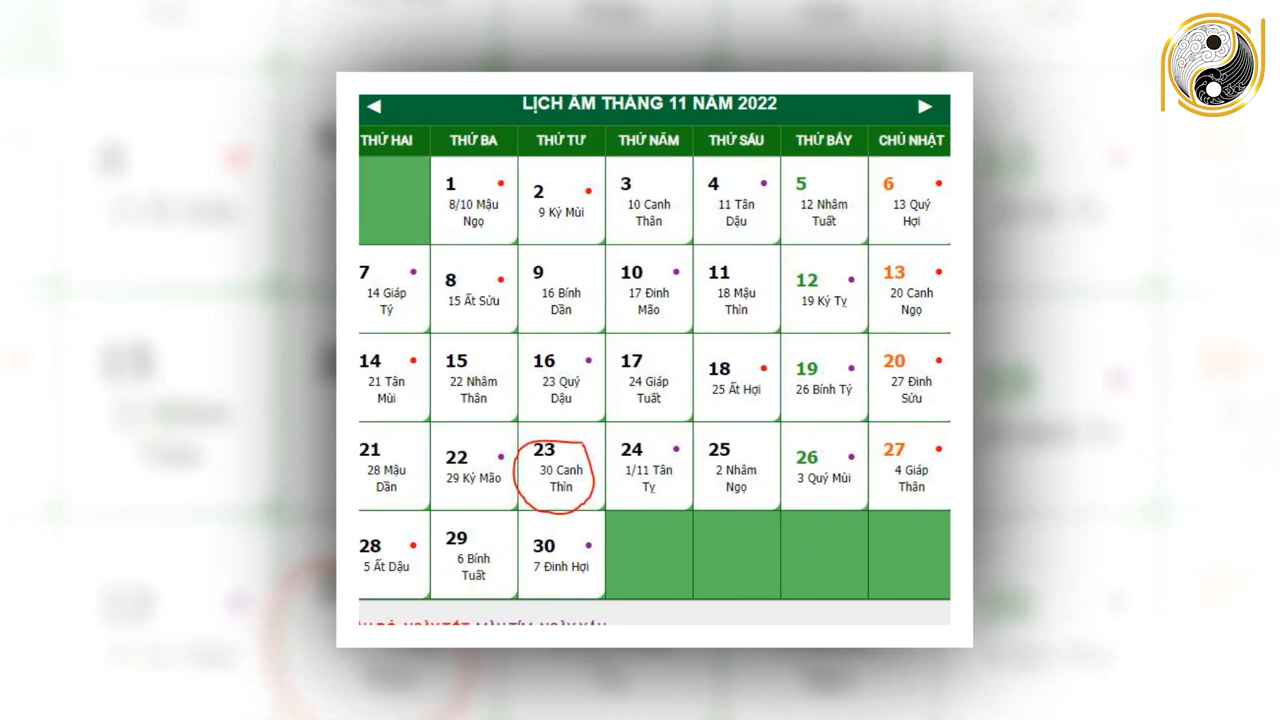 LỊCH ÂM THÁNG 11 NĂM 2022
THỨ HAI THỨ BA THỨ TƯ THỨ NĂM THỨ SÁU THỨ BẢY CHỦ NHẬT
1 2 3 4 5 6
8/10 Mậu Ngọ 9 Kỷ Mùi 10 Canh Thân 11 Tân Dậu 12 Nhâm Tuất 13 Quý Hợi
7 8 9 10 11 12 13
14 Giáp Tý 15 Ất Sửu 16 Bính Dần 17 Đinh Mão 18 Mậu Thìn 19 Kỷ Tỵ 20 Canh Ngọ
14 15 16 17 18 19 20
21 Tân Mùi 22 Nhâm Thân 23 Quý Dậu 24 Giáp Tuất 25 Ất Hợi 26 Bính Tý 27 Đinh Sửu
21 22 23 24 25 26 27
28 Mậu Dần 29 Kỷ Mão 30 Canh Thìn 1/11 Tân Tỵ 2 Nhâm Ngọ 3 Quý Mùi 4 Giáp Thân
28 29 30
5 Ất Dậu 6 Bính Tuất 7 Đinh Hợi